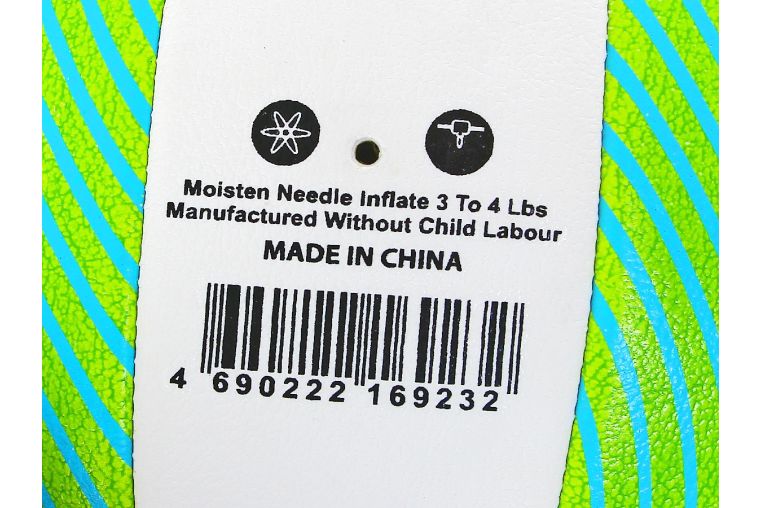 Moisten Needle Inflate 3 To 4 Lbs
Manufactured Without Child Labour
MADE IN CHINA
4 690222 169232